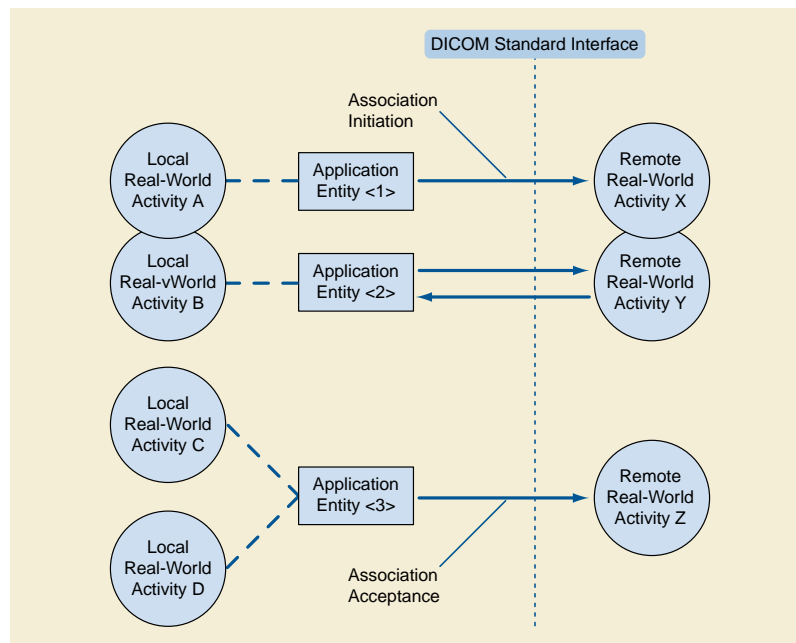 DICOM Standard Interface
Association
Initiation
Local
Real-World
Activity A
Application
Entity <1>
Remote
Real-World
Activity X
Local
Real-vWorld
Activity B
Application
Entity <2>
Remote
Real-World
Activity Y
Local
Real-World
Activity C
Application
Entity <3>
Remote
Real-World
Activity Z
Local
Real-World
Activity D
Association
Acceptance